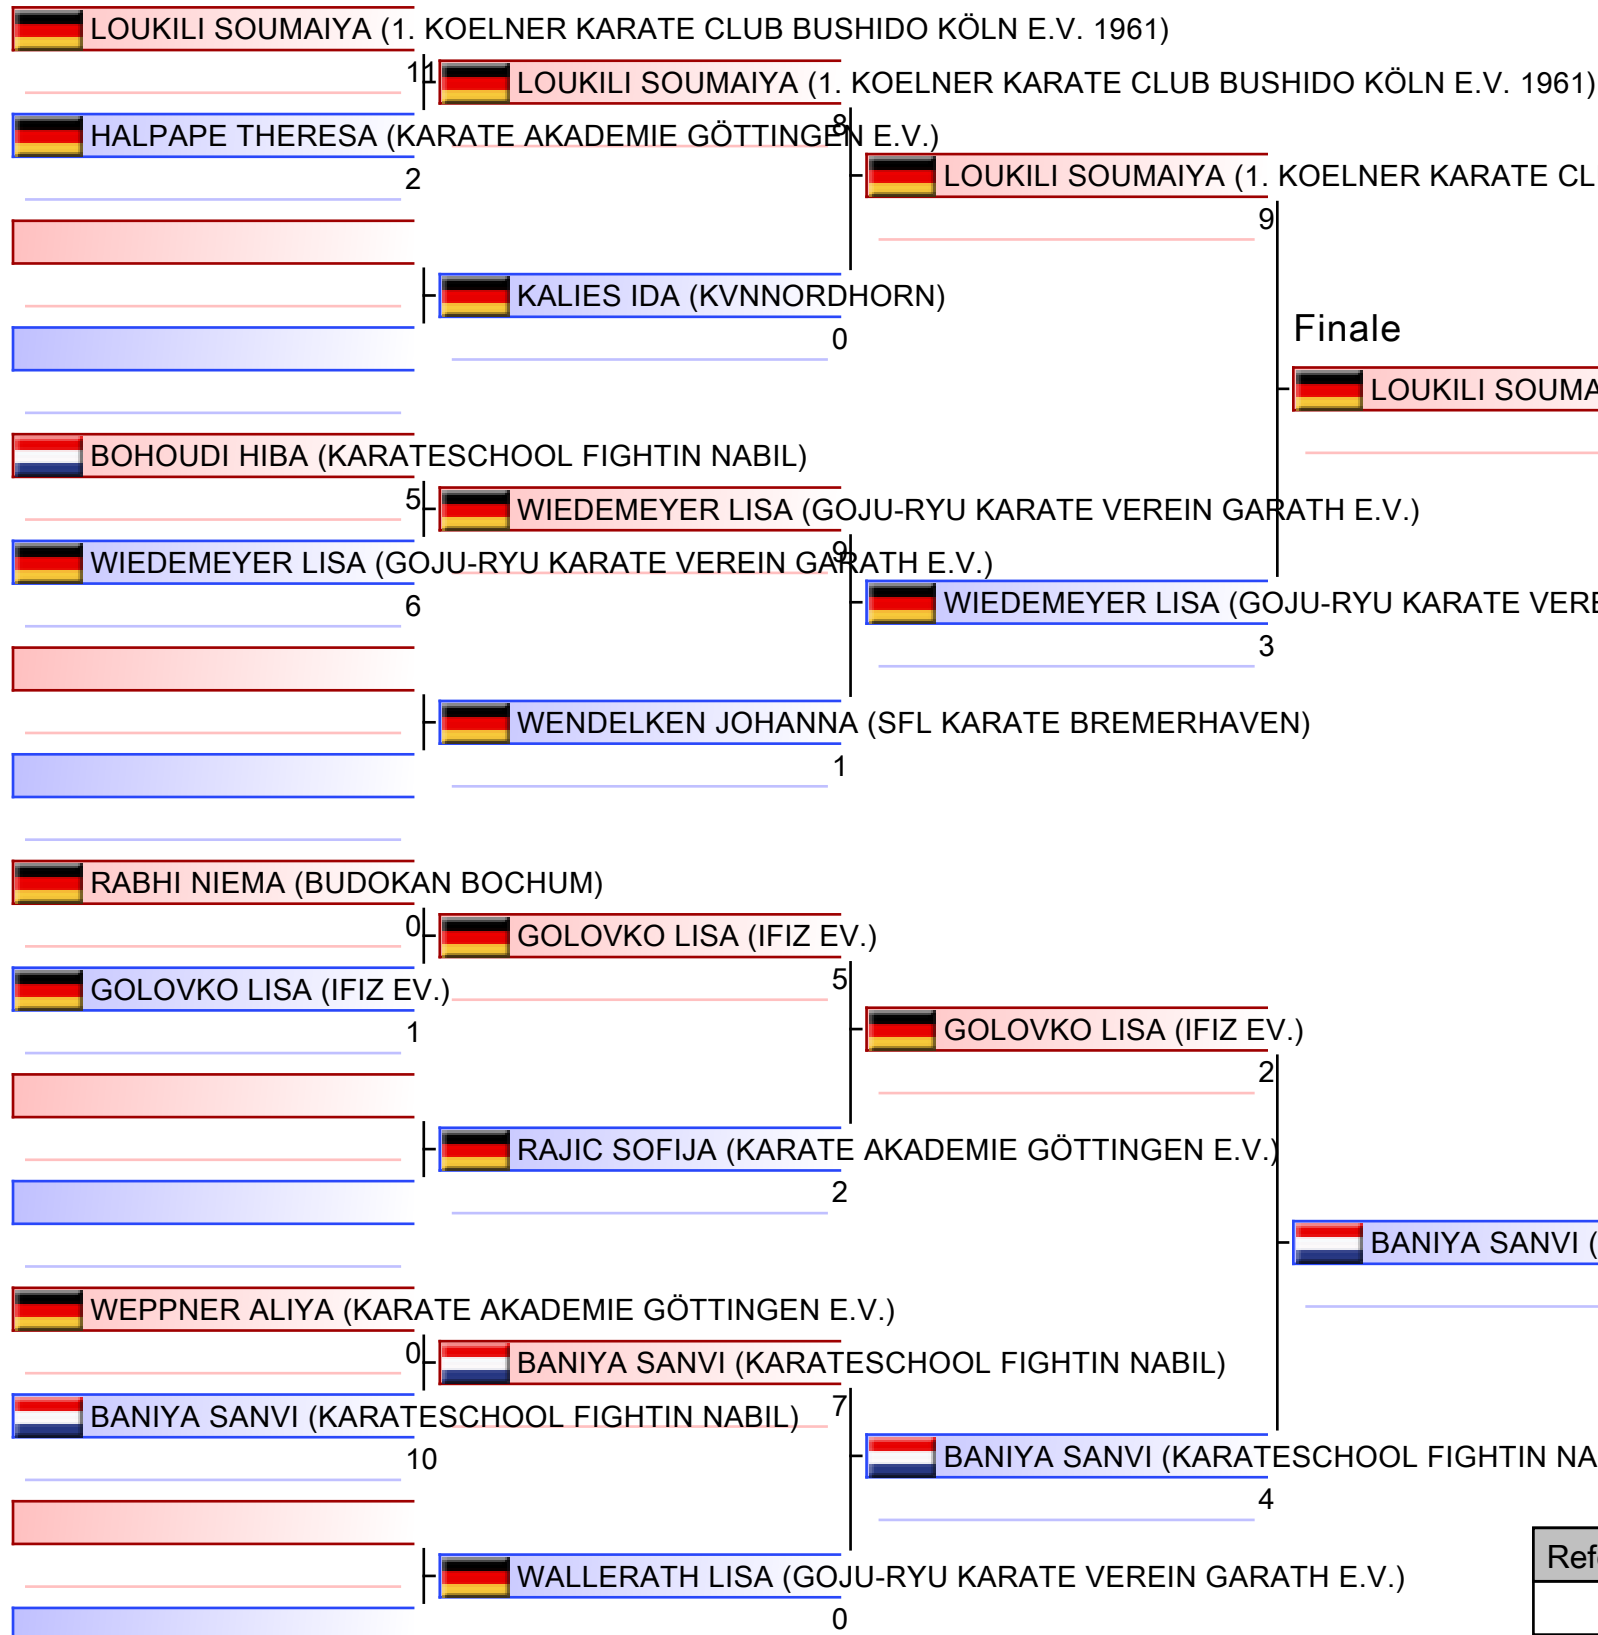 LOUKILI SOUMAIYA (1. KOELNER KARATE CLUB BUSHIDO KÖLN E.V. 1961)
11
HALPAPE THERESA (KARATE AKADEMIE GÖTTINGEN E.V.)
2
BOHOUDI HIBA (KARATESCHOOL FIGHTIN NABIL)
5
WIEDEMEYER LISA (GOJU-RYU KARATE VEREIN GARATH E.V.)
6
RABHI NIEMA (BUDOKAN BOCHUM)
0
GOLOVKO LISA (IFIZ EV.)
1
WEPPNER ALIYA (KARATE AKADEMIE GÖTTINGEN E.V.)
0
BANIYA SANVI (KARATESCHOOL FIGHTIN NABIL)
10
LOUKILI SOUMAIYA (1. KOELNER KARATE CLUB BUSHIDO KÖLN E.V. 1961)
8
KALIES IDA (KVNNORDHORN)
0
WIEDEMEYER LISA (GOJU-RYU KARATE VEREIN GARATH E.V.)
9
WENDELKEN JOHANNA (SFL KARATE BREMERHAVEN)
1
GOLOVKO LISA (IFIZ EV.)
5
RAJIC SOFIJA (KARATE AKADEMIE GÖTTINGEN E.V.)
2
BANIYA SANVI (KARATESCHOOL FIGHTIN NABIL)
7
WALLERATH LISA (GOJU-RYU KARATE VEREIN GARATH E.V.)
0
LOUKILI SOUMAIYA (1. KOELNER KARATE CL
9
WIEDEMEYER LISA (GOJU-RYU KARATE VERE
3
GOLOVKO LISA (IFIZ EV.)
2
BANIYA SANVI (KARATESCHOOL FIGHTIN NA
4
Finale
LOUKILI SOUMA
BANIYA SANVI (
Ref